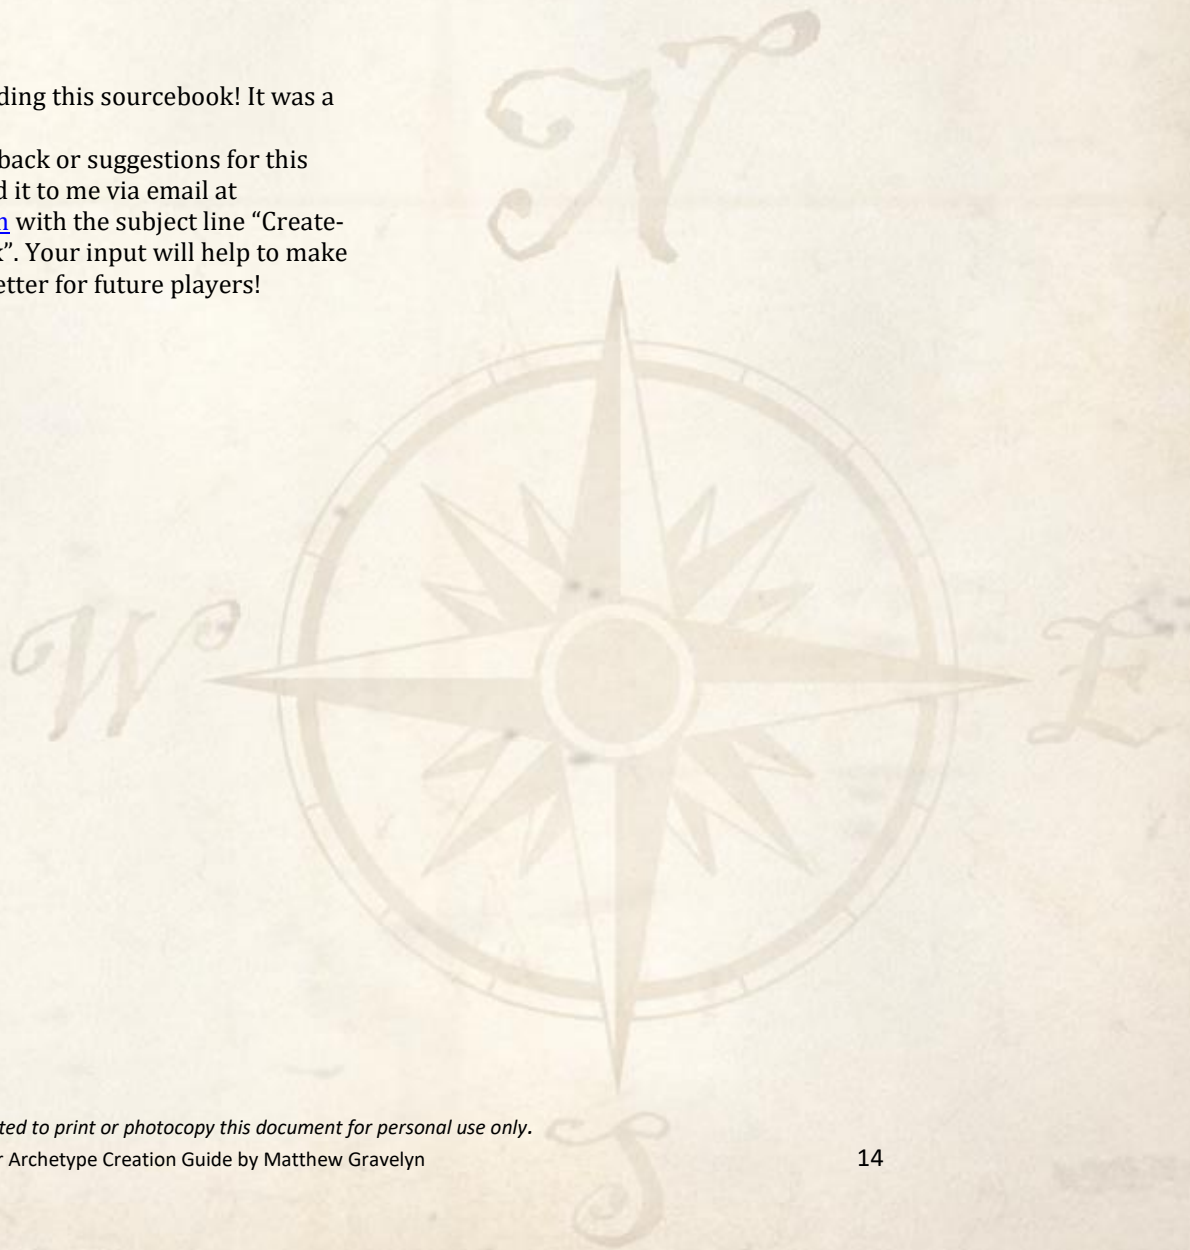 N
ding this sourcebook! It was a
back or suggestions for this
d it to me via email at
m with the subject line “Create-
k”. Your input will help to make
etter for future players!
W
E
ted to print or photocopy this document for personal use only.
S
r Archetype Creation Guide by Matthew Gravelyn 14